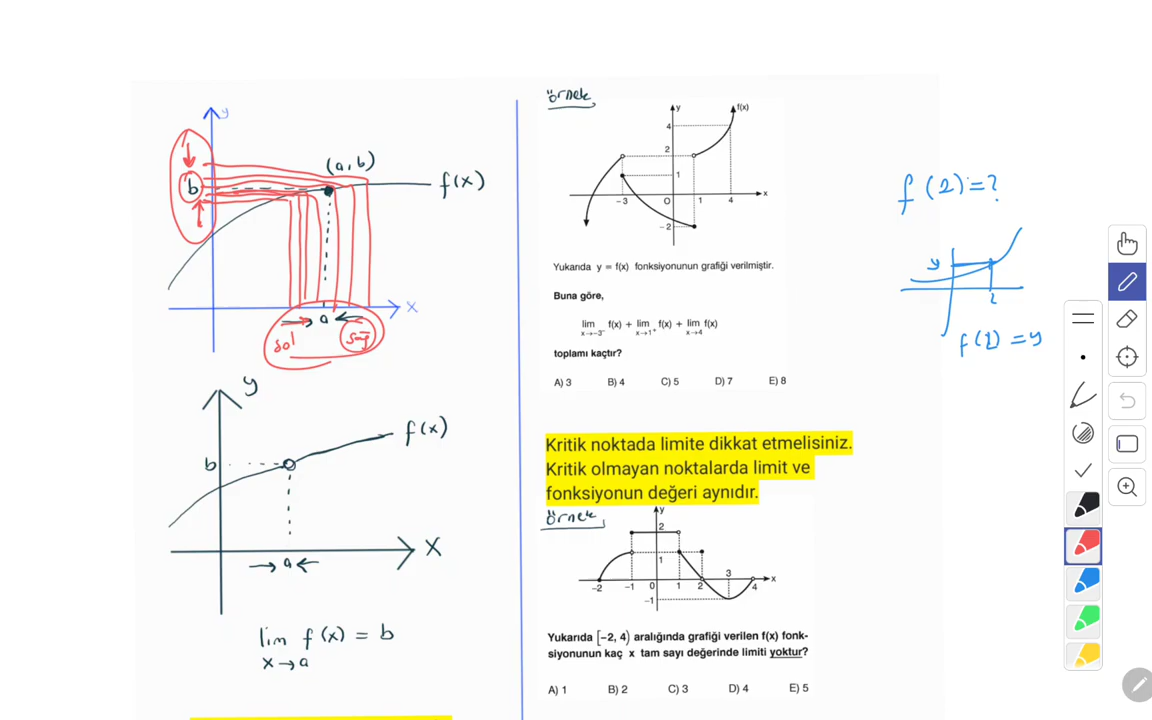 y
(a,b)
b
f(x)
x
a
sol
sağ
y
f(x)
b
x
a
lim f(x) = b
x→a
örnek
y
f(x)
4
2
1
x
−3
O
1
4
−2
Yukarıda y = f(x) fonksiyonunun grafiği verilmiştir.
Buna göre,
lim f(x) + lim f(x) + lim f(x)
x→−3⁻ x→1⁺ x→4
toplamı kaçtır?
A) 3 B) 4 C) 5 D) 7 E) 8
Kritik noktada limite dikkat etmelisiniz.
Kritik olmayan noktalarda limit ve
fonksiyonun değeri aynıdır.
örnek
y
2
1
3
x
−2
−1
0
1
2
4
−1
Yukarıda [−2, 4) aralığında grafiği verilen f(x) fonk-
siyonunun kaç x tam sayı değerinde limiti yoktur?
A) 1 B) 2 C) 3 D) 4 E) 5
f(2)=?
y
2
f(2)=y